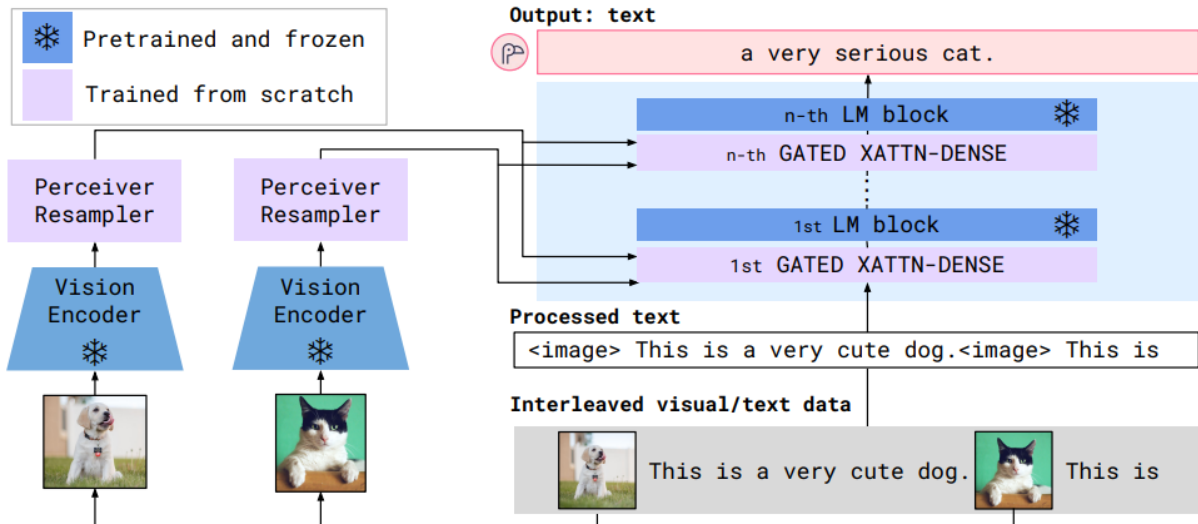 Output: text
Pretrained and frozen
a very serious cat.
Trained from scratch
n-th LM block
n-th GATED XATTN-DENSE
Perceiver
Resampler
Perceiver
Resampler
1st LM block
1st GATED XATTN-DENSE
Vision
Encoder
Vision
Encoder
Processed text
<image> This is a very cute dog.<image> This is
Interleaved visual/text data
This is a very cute dog.
This is